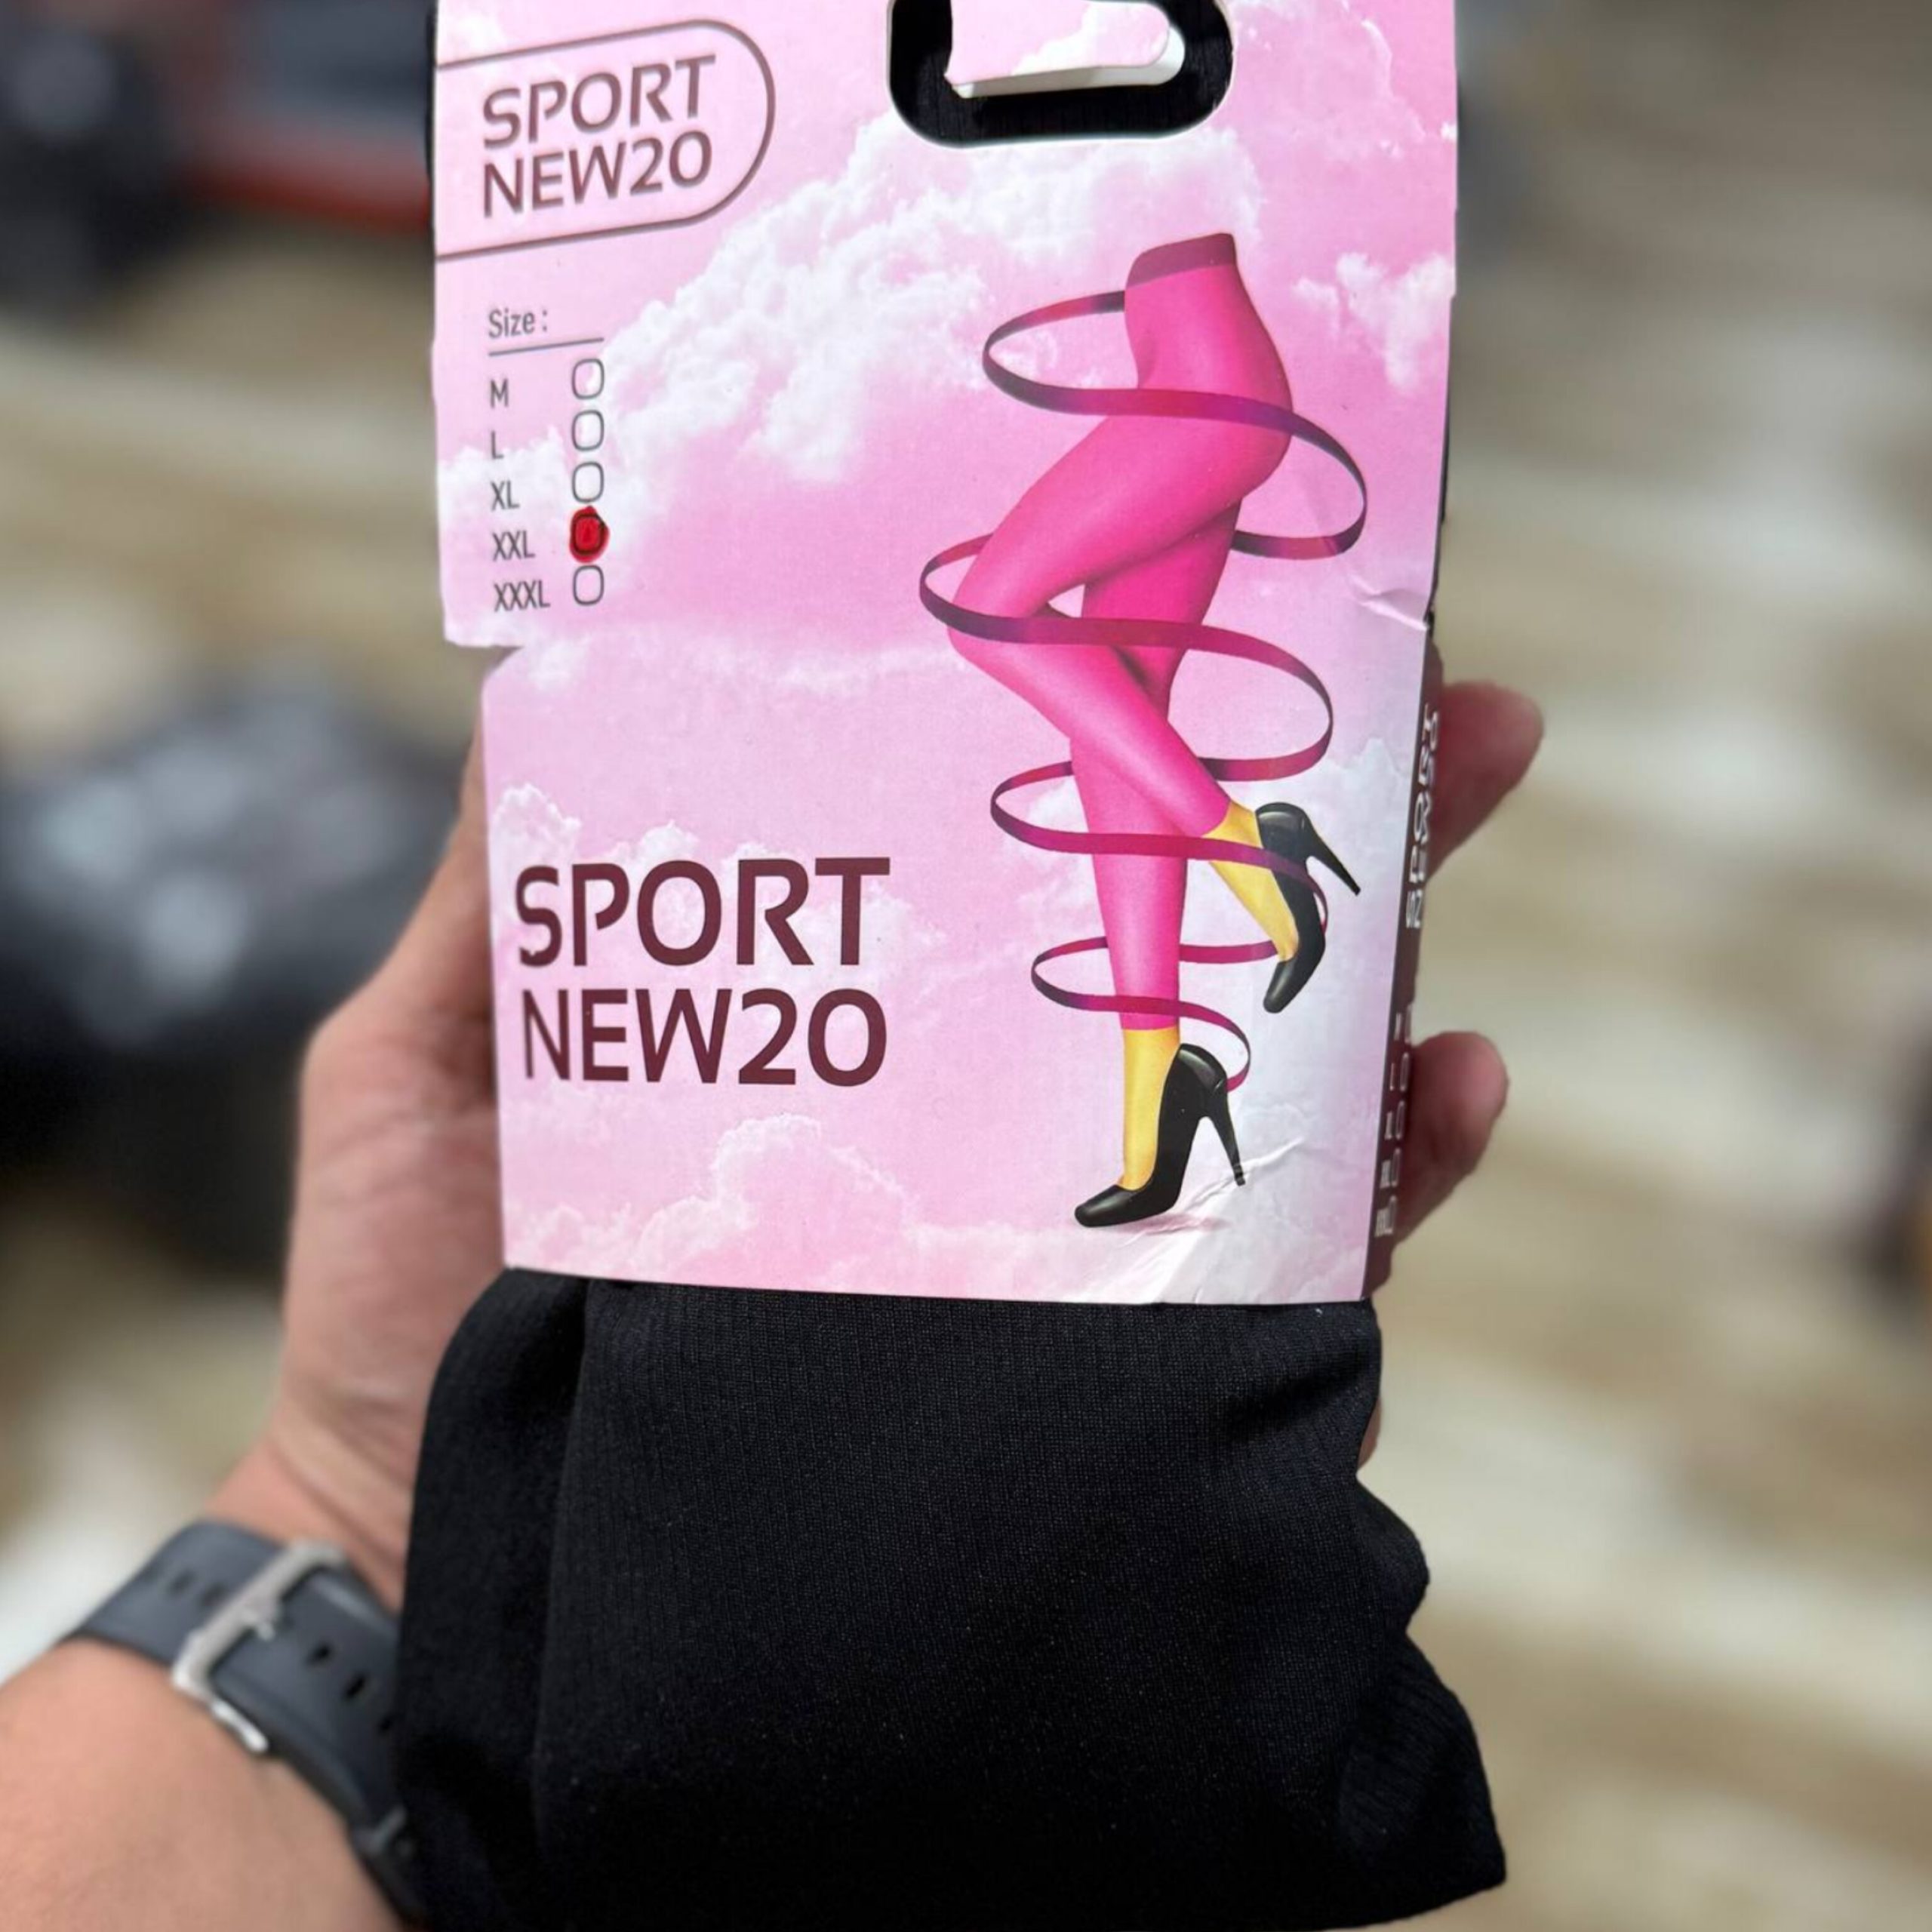 SPORT
NEW20
Size :
M
L
XL
XXL
XXXL
SPORT
NEW20